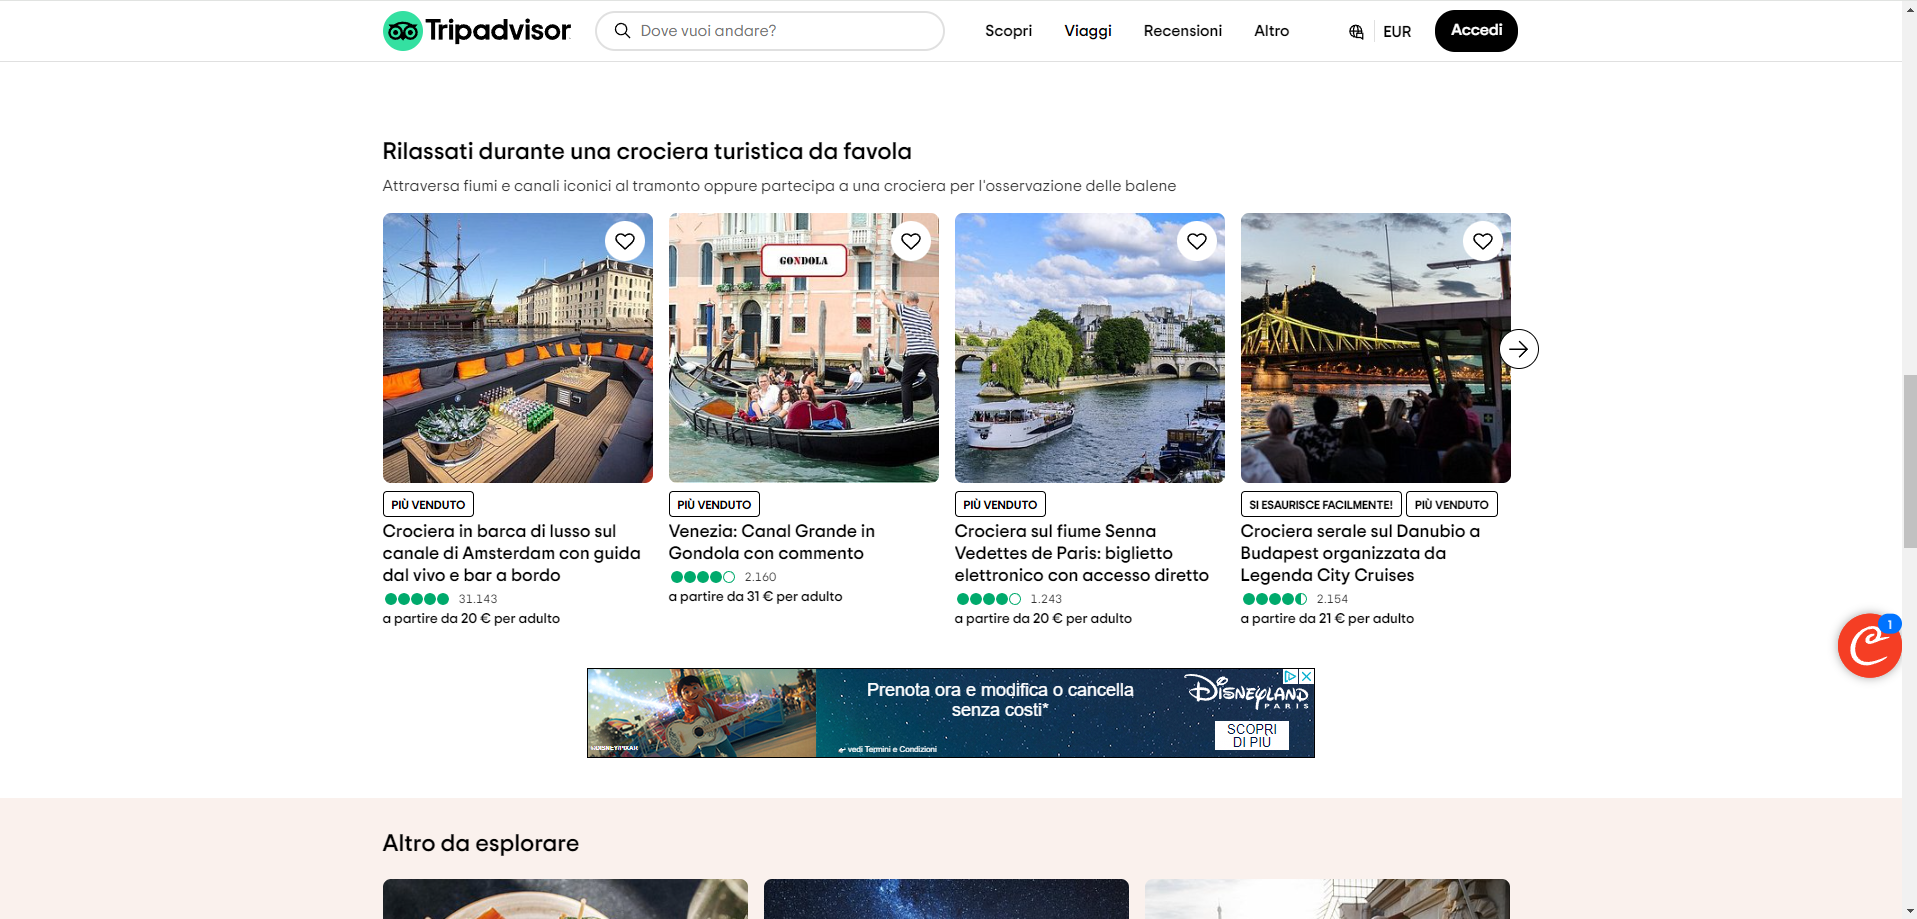 Tripadvisor
Dove vuoi andare?
Scopri
Viaggi
Recensioni
Altro
EUR
Accedi
Rilassati durante una crociera turistica da favola
Attraversa fiumi e canali iconici al tramonto oppure partecipa a una crociera per l'osservazione delle balene
GONDOLA
PIÙ VENDUTO
Crociera in barca di lusso sul
canale di Amsterdam con guida
dal vivo e bar a bordo
31.143
a partire da 20 € per adulto
PIÙ VENDUTO
Venezia: Canal Grande in
Gondola con commento
2.160
a partire da 31 € per adulto
PIÙ VENDUTO
Crociera sul fiume Senna
Vedettes de Paris: biglietto
elettronico con accesso diretto
1.243
a partire da 20 € per adulto
SI ESAURISCE FACILMENTE!
PIÙ VENDUTO
Crociera serale sul Danubio a
Budapest organizzata da
Legenda City Cruises
2.154
a partire da 21 € per adulto
1
©DISNEY/PIXAR
Prenota ora e modifica o cancella
senza costi*
vedi Termini e Condizioni
DISNEYLAND
PARIS
SCOPRI
DI PIÙ
Altro da esplorare